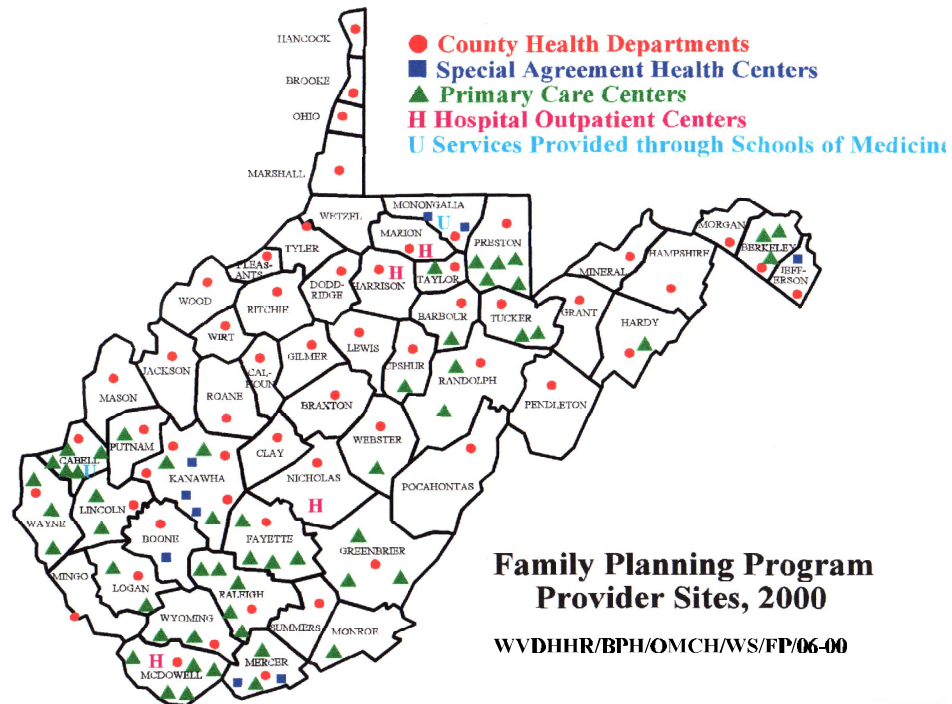 HANCOCK
BROOKE
OHIO
MARSHALL
County Health Departments
Special Agreement Health Centers
Primary Care Centers
H Hospital Outpatient Centers
U Services Provided through Schools of Medicine
WETZEL
MONONGALIA
U
MARION
H
PRESTON
MORGAN
BERKELEY
JEFF-
ERSON
TYLER
PLEAS-
ANTS
DODD-
RIDGE
HARRISON
H
TAYLOR
MINERAL
HAMPSHIRE
WOOD
RITCHIE
BARBOUR
TUCKER
GRANT
HARDY
WIRT
GILMER
LEWIS
UPSHUR
RANDOLPH
JACKSON
CAL-
HOUN
MASON
ROANE
BRAXTON
PENDLETON
WEBSTER
PUTNAM
CABELL
U
KANAWHA
CLAY
NICHOLAS
H
POCAHONTAS
LINCOLN
WAYNE
BOONE
FAYETTE
GREENBRIER
MINGO
LOGAN
RALEIGH
WYOMING
SUMMERS
MONROE
H
MCDOWELL
MERCER
Family Planning Program
Provider Sites, 2000
WVDHHR/BPH/OMCH/WS/FP/06-00